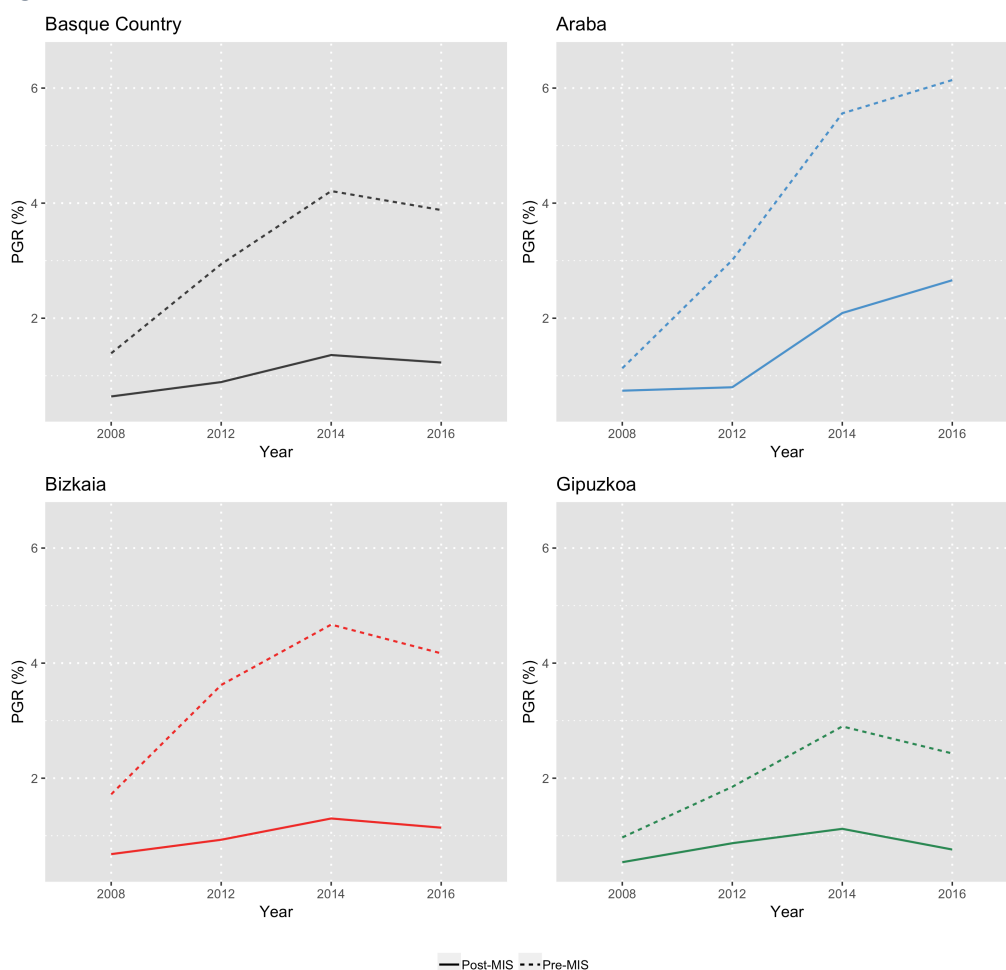 Basque Country
Araba
PGR (%)
6
4
2
2008 2012 2014 2016
Year
PGR (%)
6
4
2
2008 2012 2014 2016
Year
Bizkaia
Gipuzkoa
PGR (%)
6
4
2
2008 2012 2014 2016
Year
PGR (%)
6
4
2
2008 2012 2014 2016
Year
Post-MIS Pre-MIS